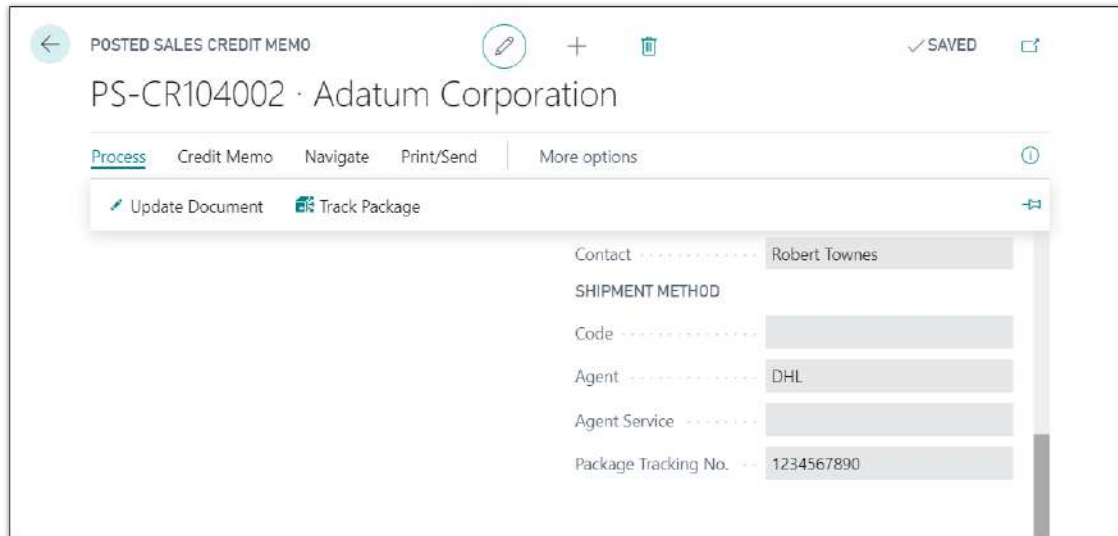 POSTED SALES CREDIT MEMO
SAVED
PS-CR104002 · Adatum Corporation
Process Credit Memo Navigate Print/Send More options
Update Document Track Package
Contact Robert Townes
SHIPMENT METHOD
Code
Agent DHL
Agent Service
Package Tracking No. 1234567890